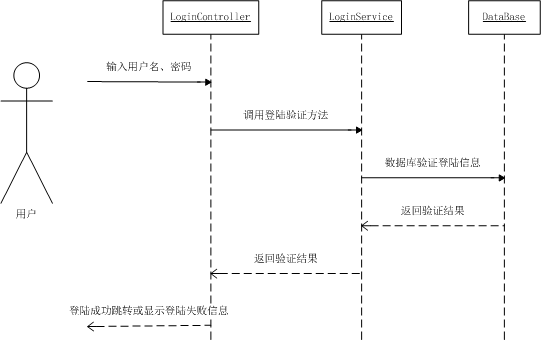 LoginController
LoginService
DataBase
输入用户名、密码
调用登陆验证方法
数据库验证登陆信息
用户
返回验证结果
返回验证结果
登陆成功跳转或显示登陆失败信息